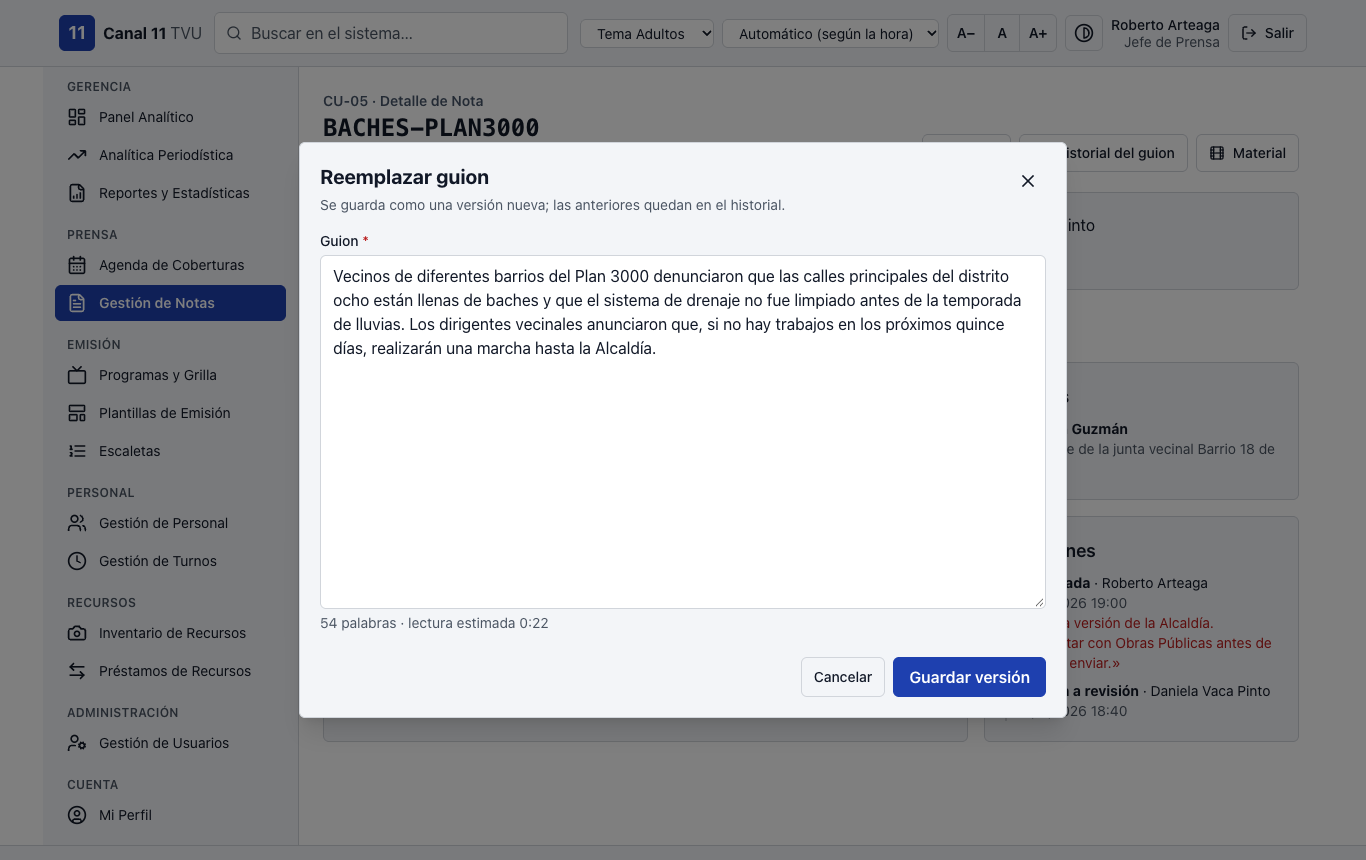 11 Canal 11 TVU
Buscar en el sistema...
Tema Adultos
Automático (según la hora)
A− A A+
Roberto Arteaga
Jefe de Prensa
Salir
GERENCIA
Panel Analítico
Analítica Periodística
Reportes y Estadísticas
PRENSA
Agenda de Coberturas
Gestión de Notas
EMISIÓN
Programas y Grilla
Plantillas de Emisión
Escaletas
PERSONAL
Gestión de Personal
Gestión de Turnos
RECURSOS
Inventario de Recursos
Préstamos de Recursos
ADMINISTRACIÓN
Gestión de Usuarios
CUENTA
Mi Perfil
CU-05 · Detalle de Nota
BACHES-PLAN3000
istorial del guion
Material
Reemplazar guion
Se guarda como una versión nueva; las anteriores quedan en el historial.
Guion *
Vecinos de diferentes barrios del Plan 3000 denunciaron que las calles principales del distrito
ocho están llenas de baches y que el sistema de drenaje no fue limpiado antes de la temporada
de lluvias. Los dirigentes vecinales anunciaron que, si no hay trabajos en los próximos quince
días, realizarán una marcha hasta la Alcaldía.
54 palabras · lectura estimada 0:22
Cancelar
Guardar versión
into
Guzmán
e de la junta vecinal Barrio 18 de
nes
ada · Roberto Arteaga
026 19:00
versión de la Alcaldía.
tar con Obras Públicas antes de
enviar.»
a revisión · Daniela Vaca Pinto
026 18:40